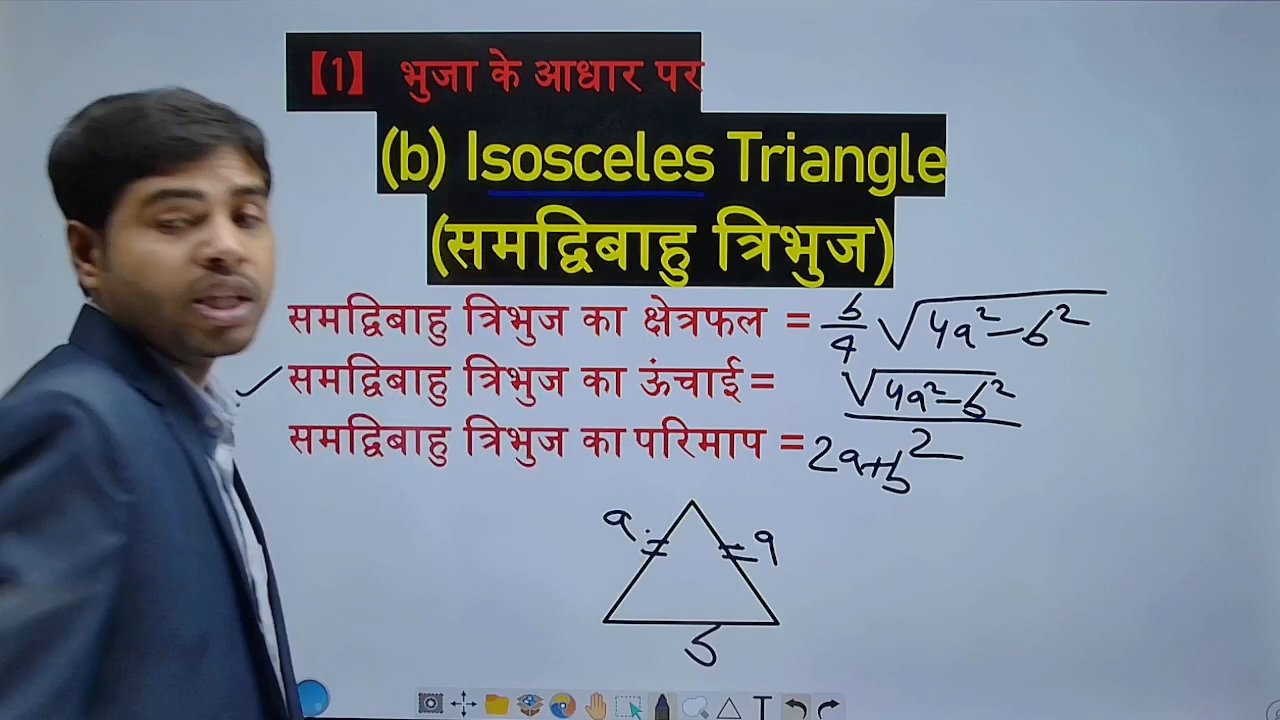 【1】 भुजा के आधार पर
(b) Isosceles Triangle
(समद्विबाहु त्रिभुज)
समद्विबाहु त्रिभुज का क्षेत्रफल = b/4 √(4a²-b²)
समद्विबाहु त्रिभुज का ऊंचाई = √(4a²-b²)/2
समद्विबाहु त्रिभुज का परिमाप = 2a+b
a a
b
T